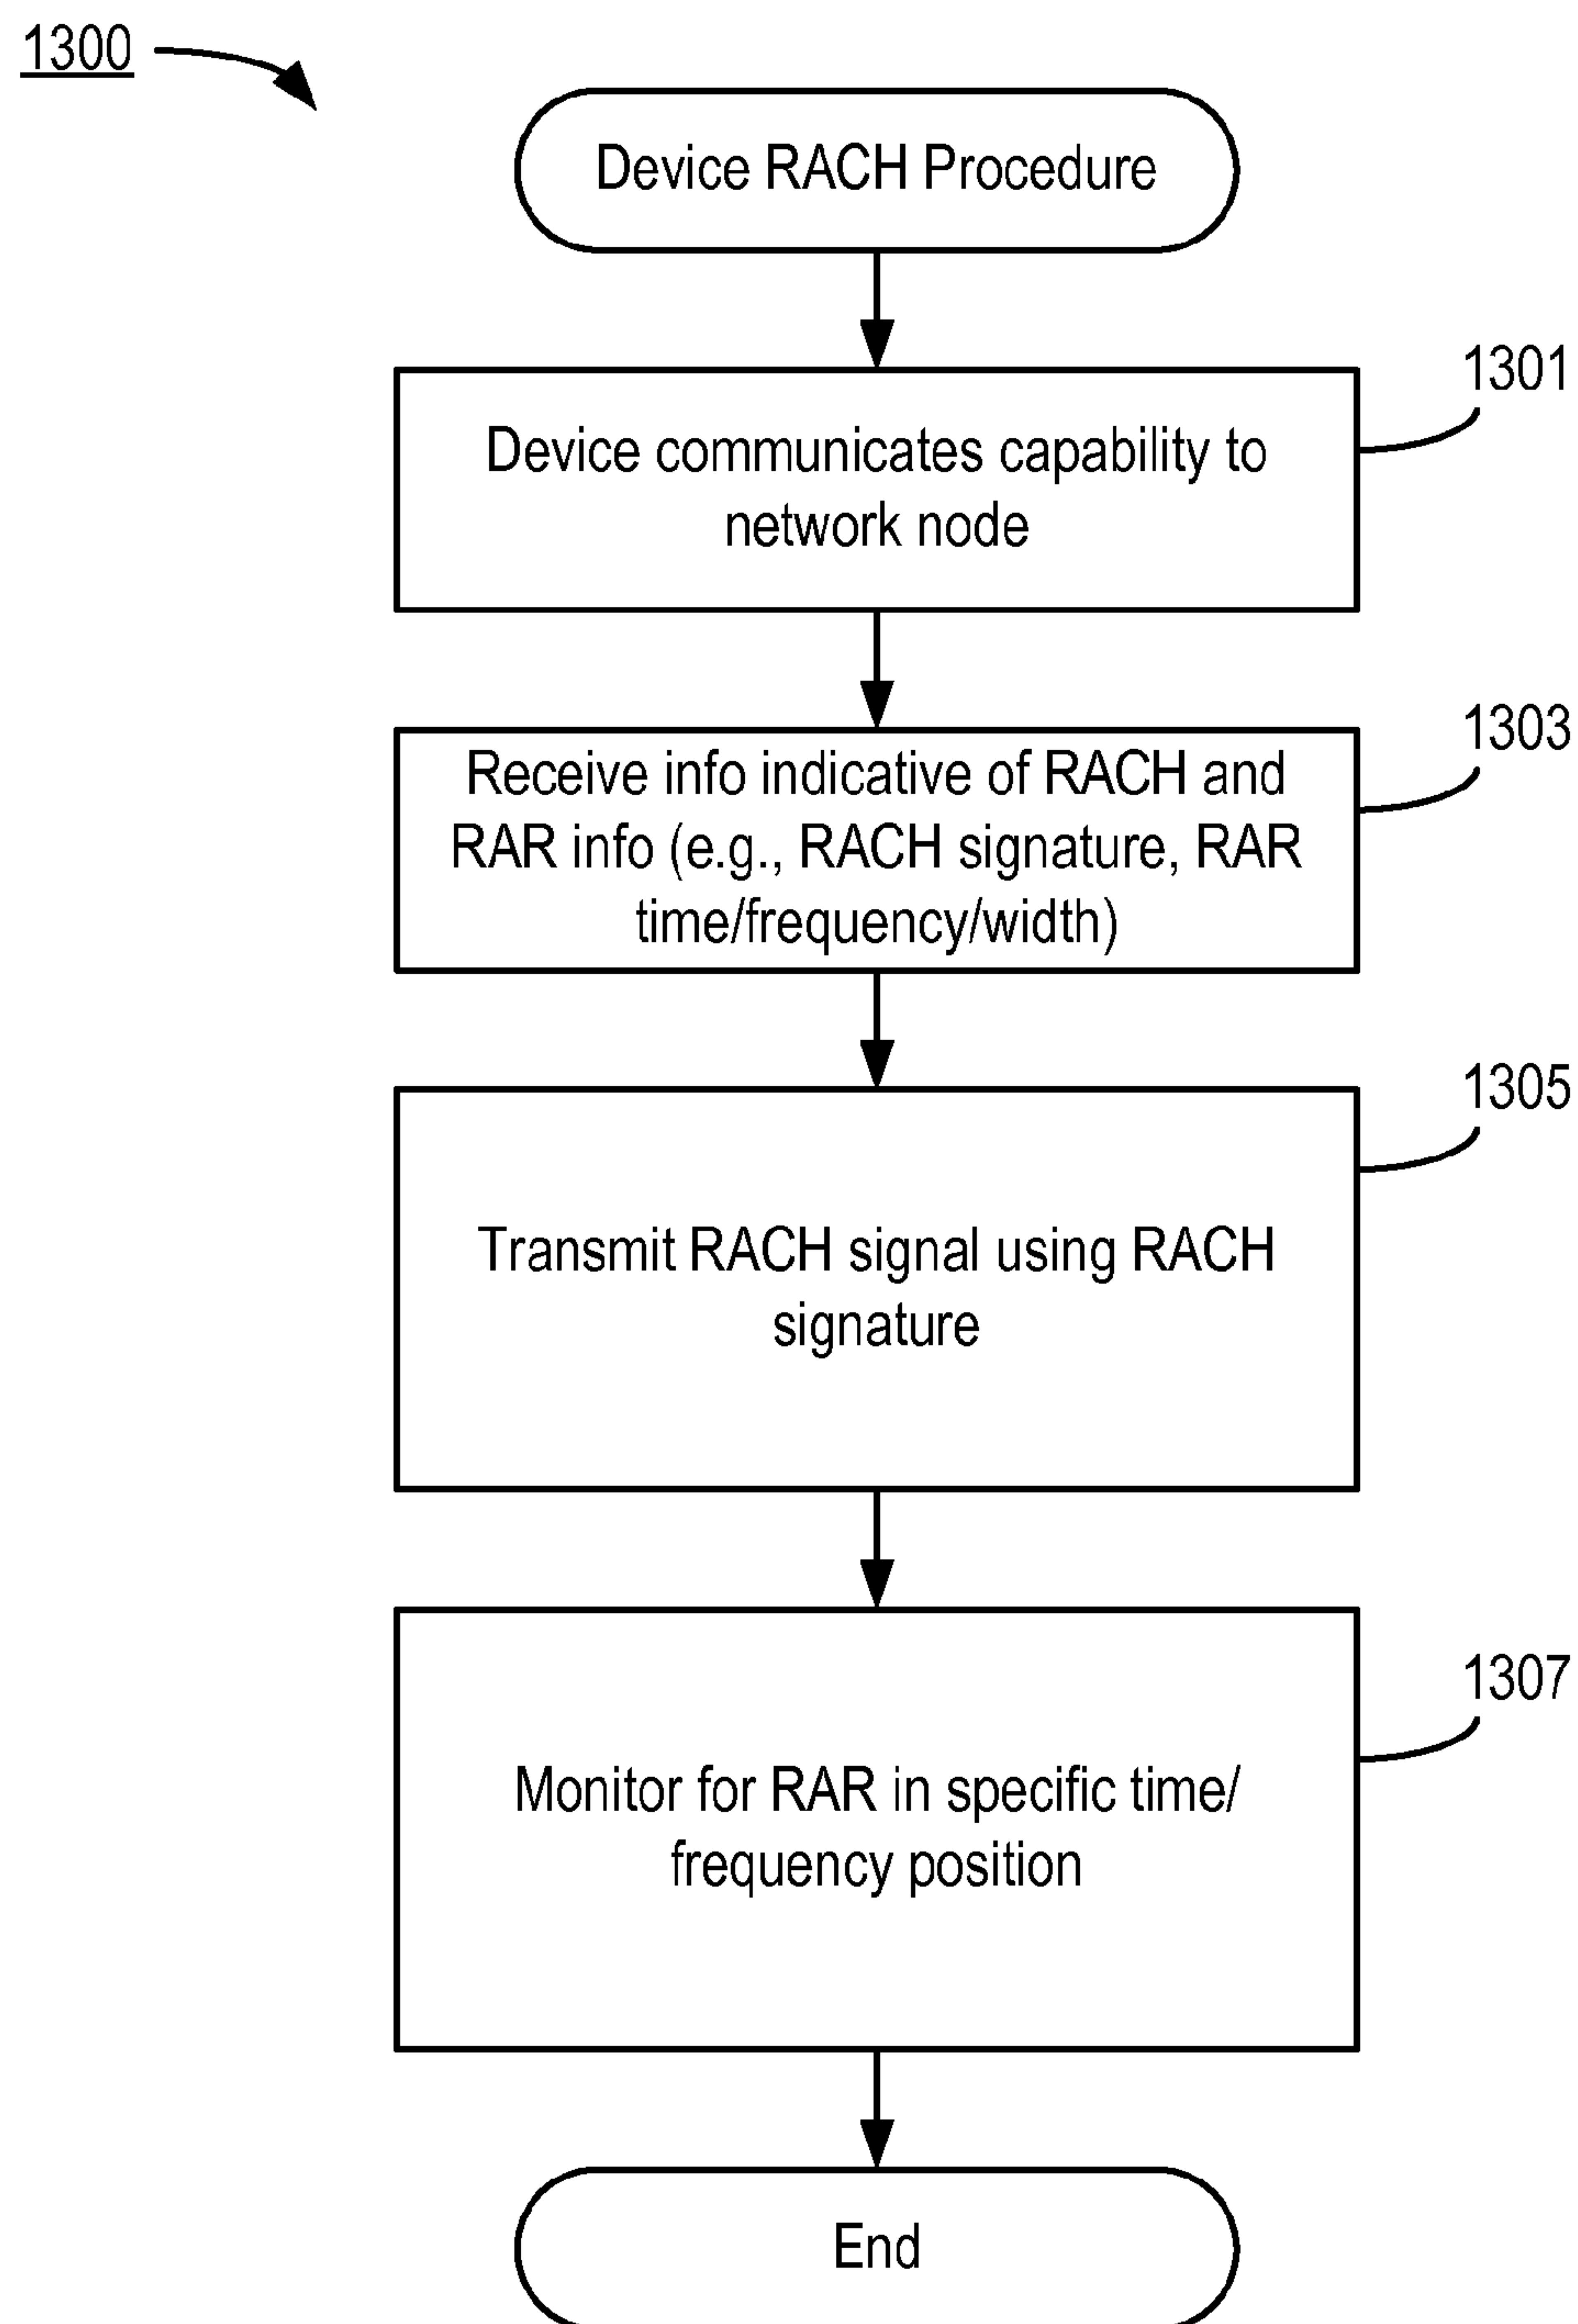 1300
Device RACH Procedure
1301
Device communicates capability to
network node
1303
Receive info indicative of RACH and
RAR info (e.g., RACH signature, RAR
time/frequency/width)
1305
Transmit RACH signal using RACH
signature
1307
Monitor for RAR in specific time/
frequency position
End